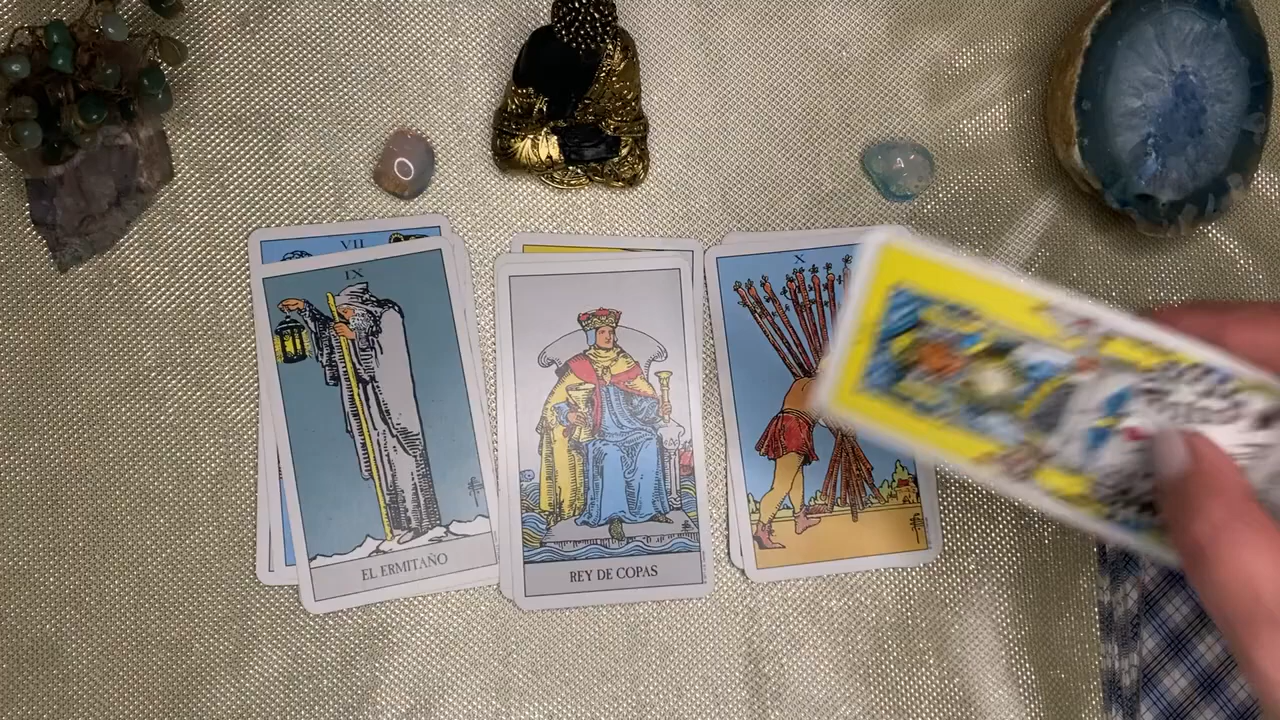 VII
IX
EL ERMITAÑO
REY DE COPAS
X